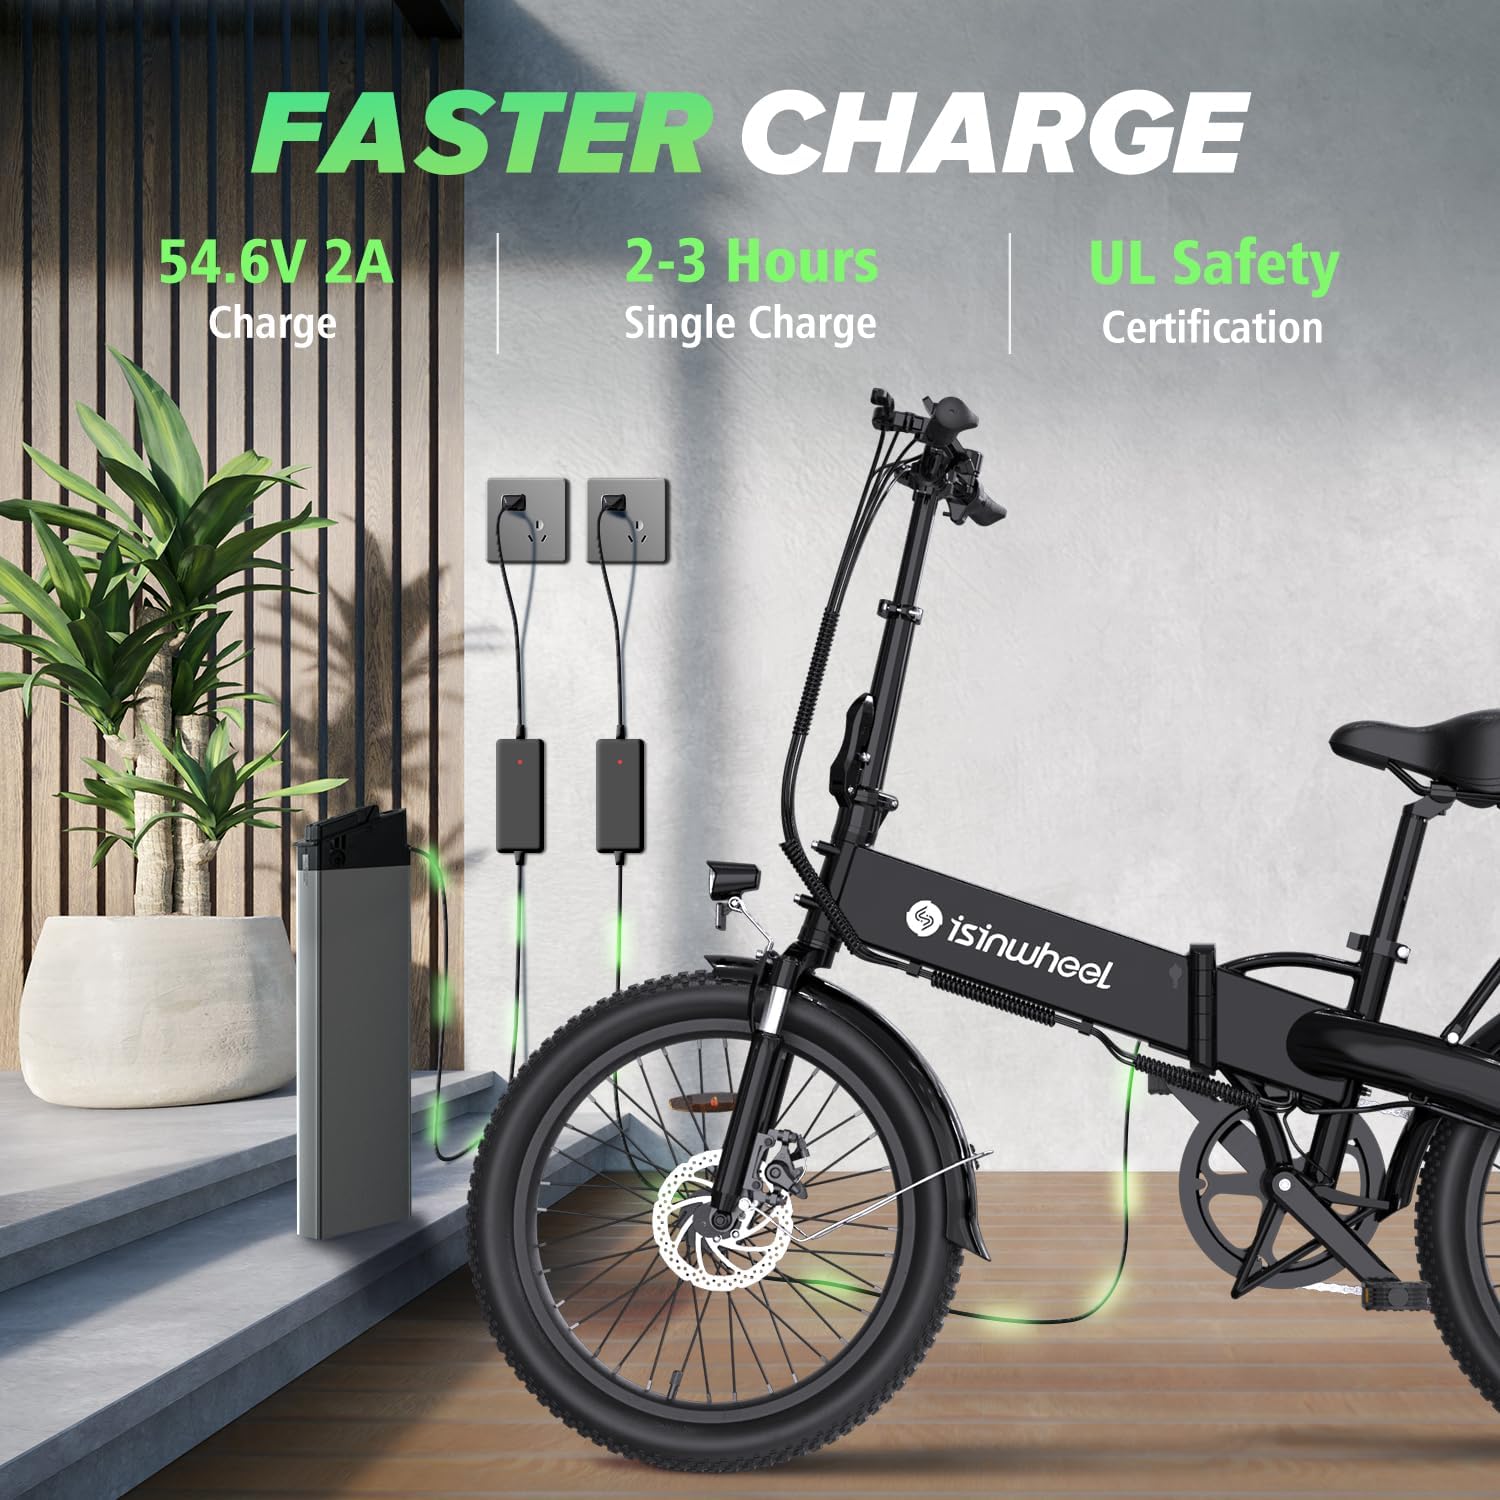 FASTER CHARGE
54.6V 2A
Charge
2-3 Hours
Single Charge
UL Safety
Certification
isinwheel